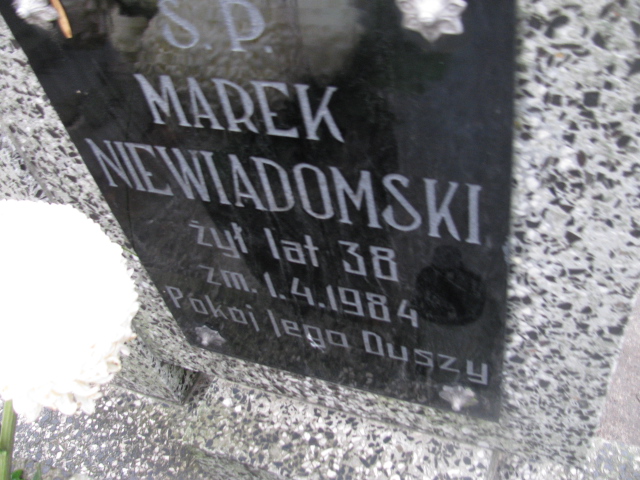 Ś.P.
MAREK
NIEWIADOMSKI
żył lat 38
zm. 1.4.1984
Pokój Jego Duszy